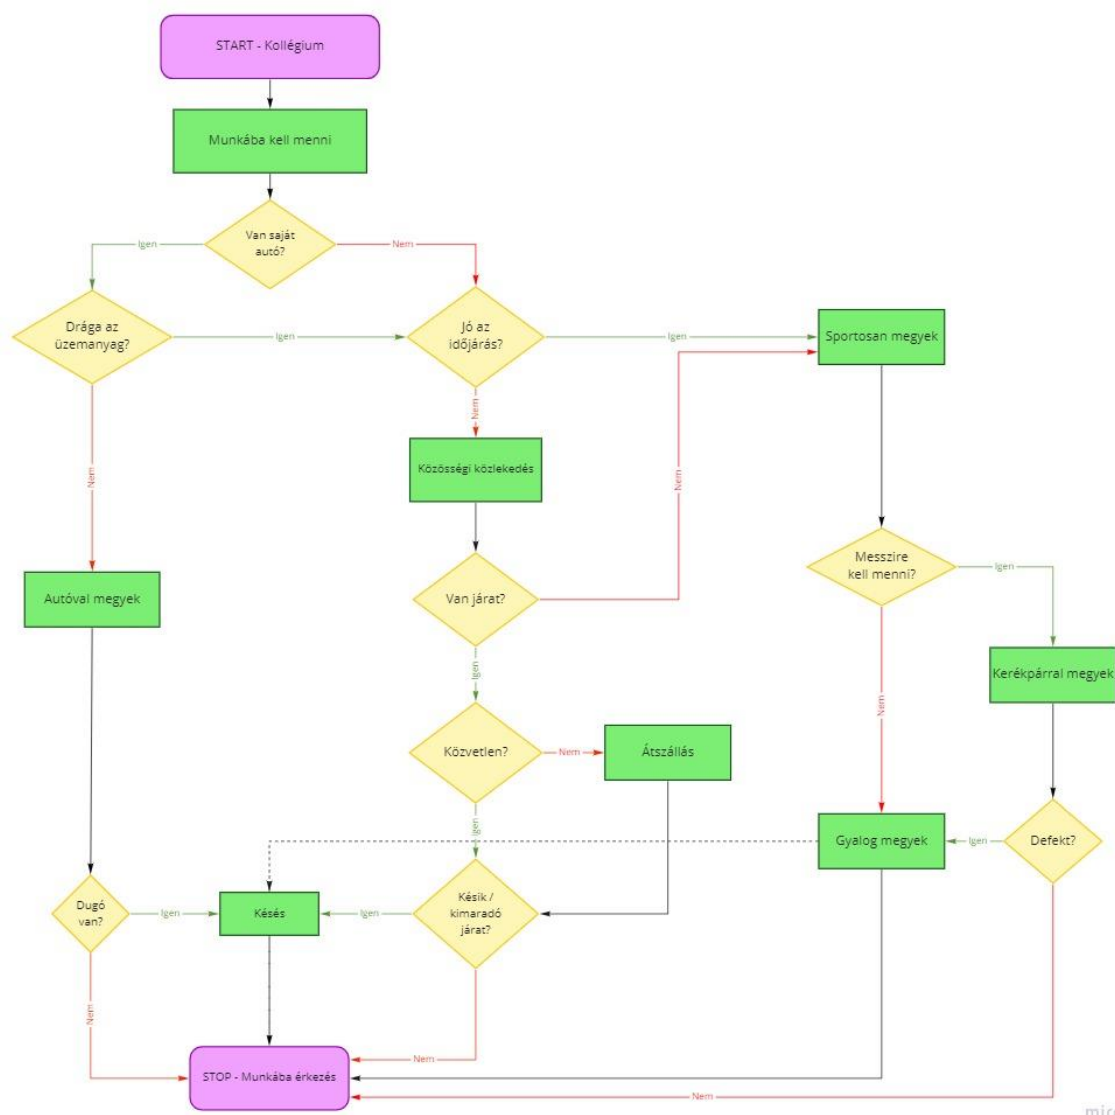 START - Kollégium
Munkába kell menni
Van saját
autó?
Igen
Nem
Drága az
üzemanyag?
Igen
Jó az
időjárás?
Igen
Sportosan megyek
Nem
Nem
Közösségi közlekedés
Nem
Messzire
kell menni?
Igen
Autóval megyek
Van járat?
Igen
Kerékpárral megyek
Nem
Közvetlen?
Nem
Átszállás
Igen
Gyalog megyek
Igen
Defekt?
Dugó
van?
Igen
Késés
Igen
Késik /
kimaradó
járat?
Nem
Nem
STOP - Munkába érkezés
Nem